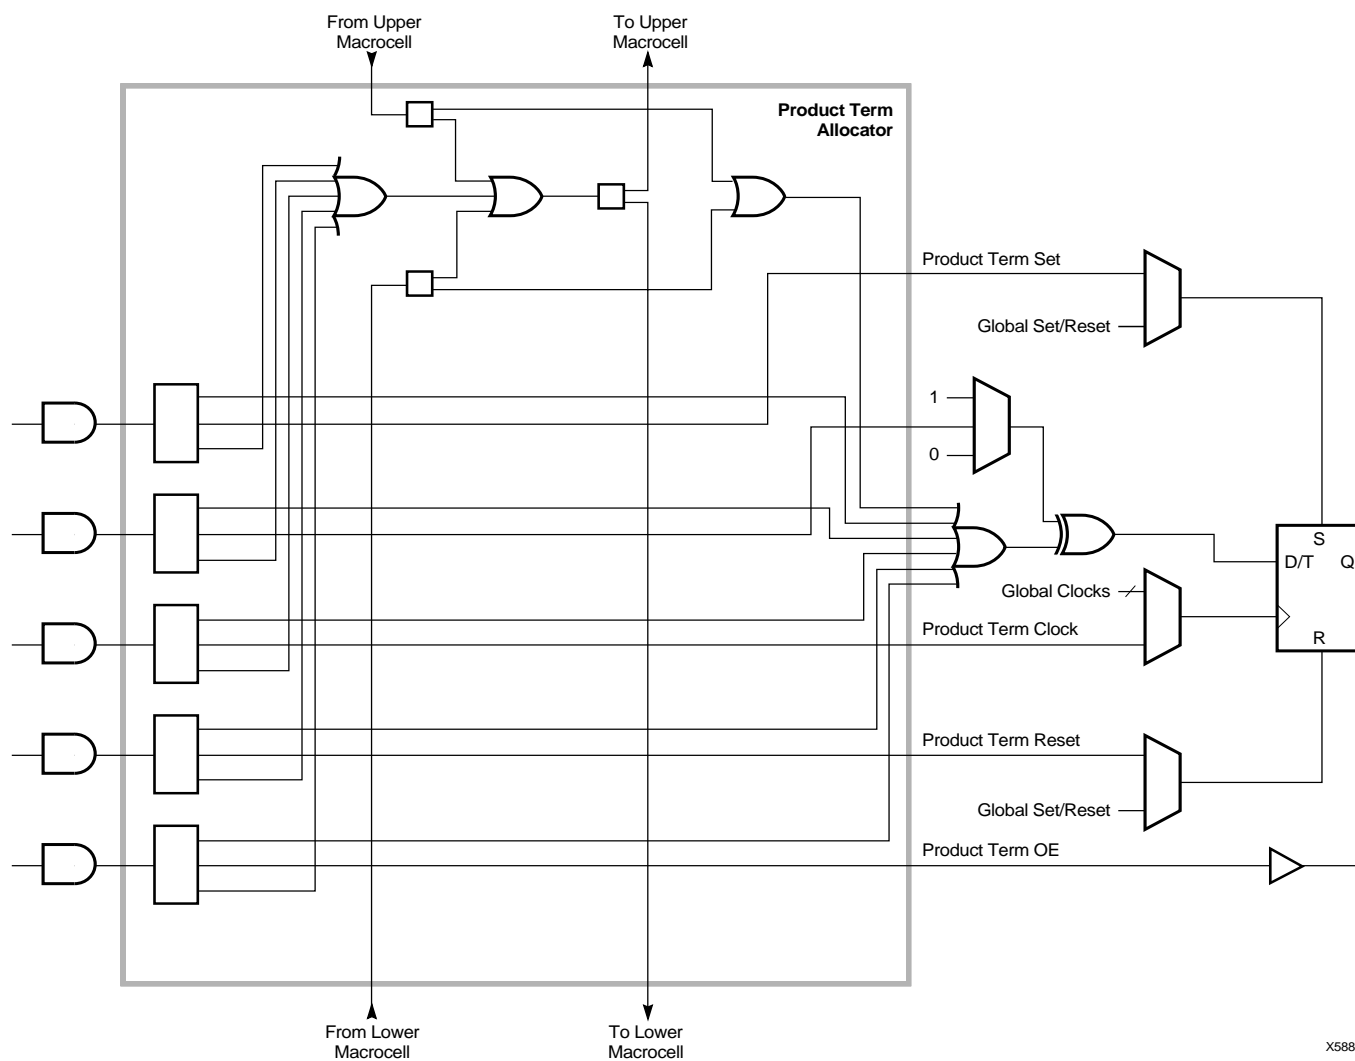 From Upper
Macrocell
To Upper
Macrocell
Product Term
Allocator
Product Term Set
Global Set/Reset
1
0
S
D/T
Q
Global Clocks
Product Term Clock
R
Product Term Reset
Global Set/Reset
Product Term OE
From Lower
Macrocell
To Lower
Macrocell
X588